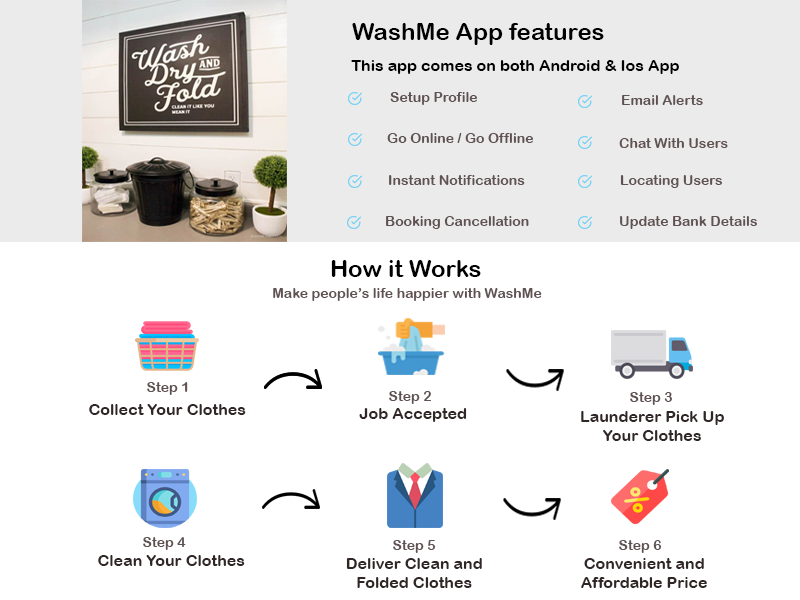 Wash
Dry AND
Fold
CLEAN IT LIKE YOU
MEAN IT
WashMe App features
This app comes on both Android & Ios App
Setup Profile
Email Alerts
Go Online / Go Offline
Chat With Users
Instant Notifications
Locating Users
Booking Cancellation
Update Bank Details
How it Works
Make people’s life happier with WashMe
Step 1
Collect Your Clothes
Step 2
Job Accepted
Step 3
Launderer Pick Up
Your Clothes
Step 4
Clean Your Clothes
Step 5
Deliver Clean and
Folded Clothes
Step 6
Convenient and
Affordable Price